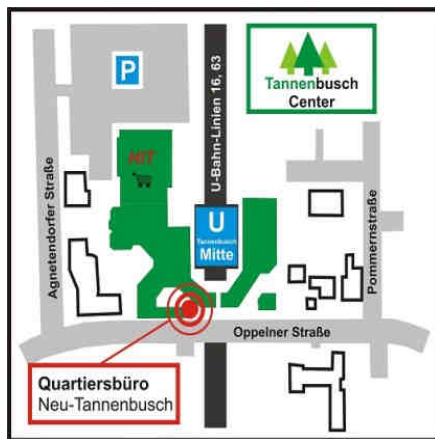 P
Tannenbusch
Center
U-Bahn-Linien 16, 63
HIT
Agnetendorfer Straße
U
Tannenbusch
Mitte
Pommernstraße
Oppelner Straße
Quartiersbüro
Neu-Tannenbusch